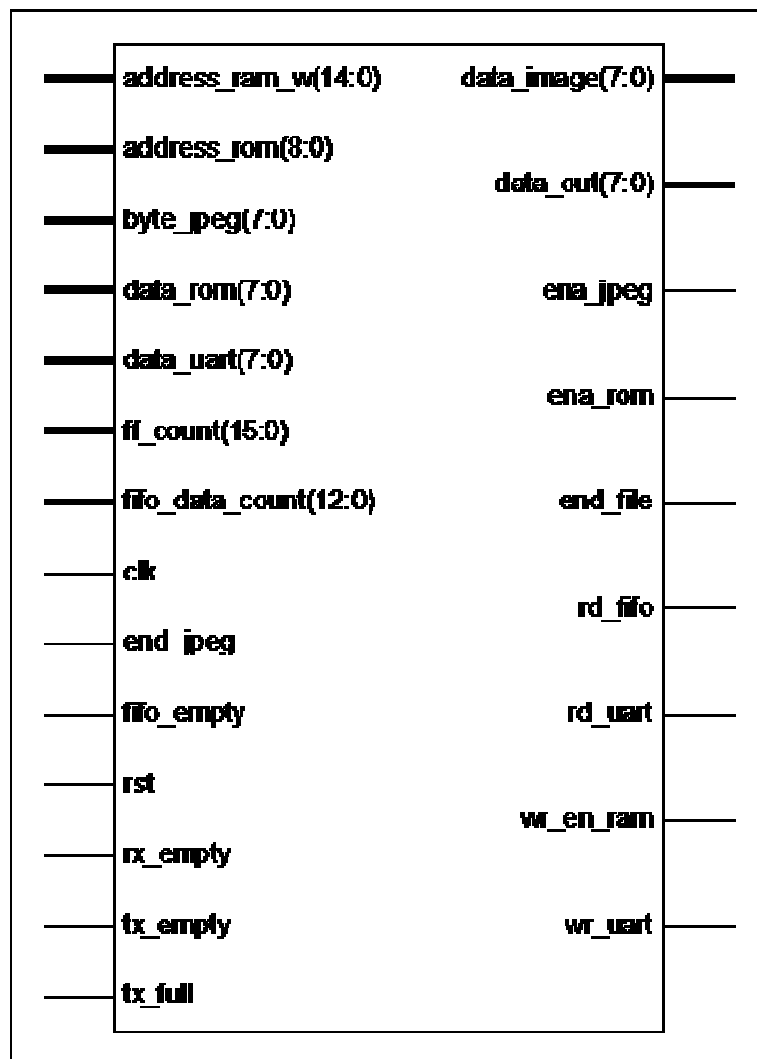 address_ram_w(14:0)
data_image(7:0)
address_rom(8:0)
data_out(7:0)
byte_jpeg(7:0)
data_rom(7:0)
ena_jpeg
data_uart(7:0)
ena_rom
ff_count(15:0)
fifo_data_count(12:0)
end_file
clk
rd_fifo
end_jpeg
fifo_empty
rd_uart
rst
wr_en_ram
rx_empty
tx_empty
wr_uart
tx_full